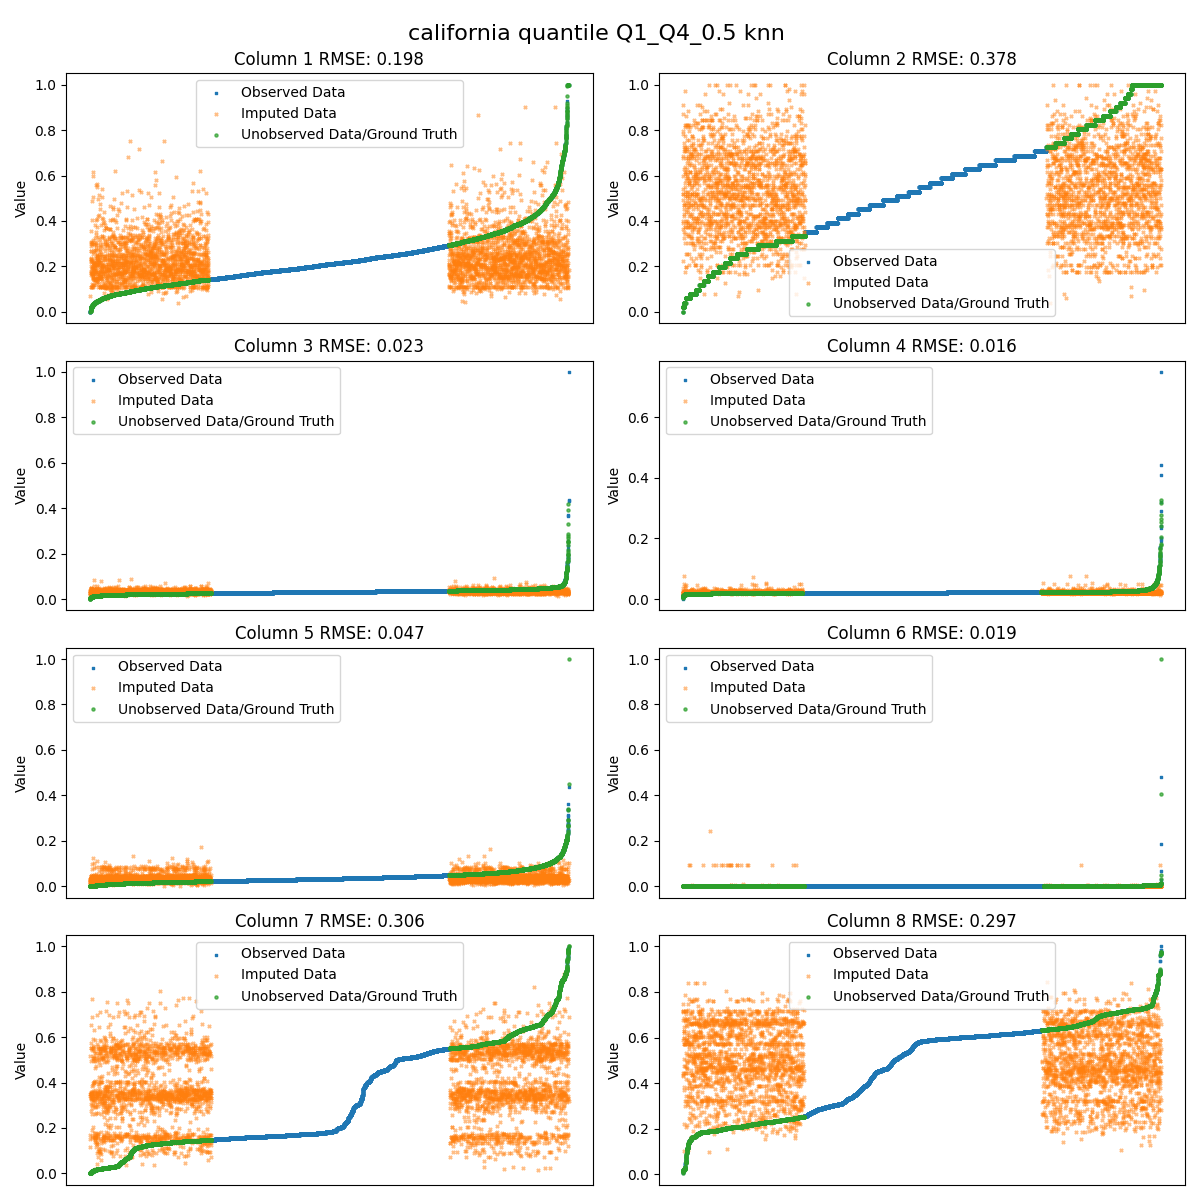 california quantile Q1_Q4_0.5 knn
Column 1 RMSE: 0.198
1.0
0.8
0.6
0.4
0.2
0.0
Value
Observed Data
Imputed Data
Unobserved Data/Ground Truth
Column 2 RMSE: 0.378
1.0
0.8
0.6
0.4
0.2
0.0
Value
Observed Data
Imputed Data
Unobserved Data/Ground Truth
Column 3 RMSE: 0.023
1.0
0.8
0.6
0.4
0.2
0.0
Value
Observed Data
Imputed Data
Unobserved Data/Ground Truth
Column 4 RMSE: 0.016
0.6
0.4
0.2
0.0
Value
Observed Data
Imputed Data
Unobserved Data/Ground Truth
Column 5 RMSE: 0.047
1.0
0.8
0.6
0.4
0.2
0.0
Value
Observed Data
Imputed Data
Unobserved Data/Ground Truth
Column 6 RMSE: 0.019
1.0
0.8
0.6
0.4
0.2
0.0
Value
Observed Data
Imputed Data
Unobserved Data/Ground Truth
Column 7 RMSE: 0.306
1.0
0.8
0.6
0.4
0.2
0.0
Value
Observed Data
Imputed Data
Unobserved Data/Ground Truth
Column 8 RMSE: 0.297
1.0
0.8
0.6
0.4
0.2
0.0
Value
Observed Data
Imputed Data
Unobserved Data/Ground Truth